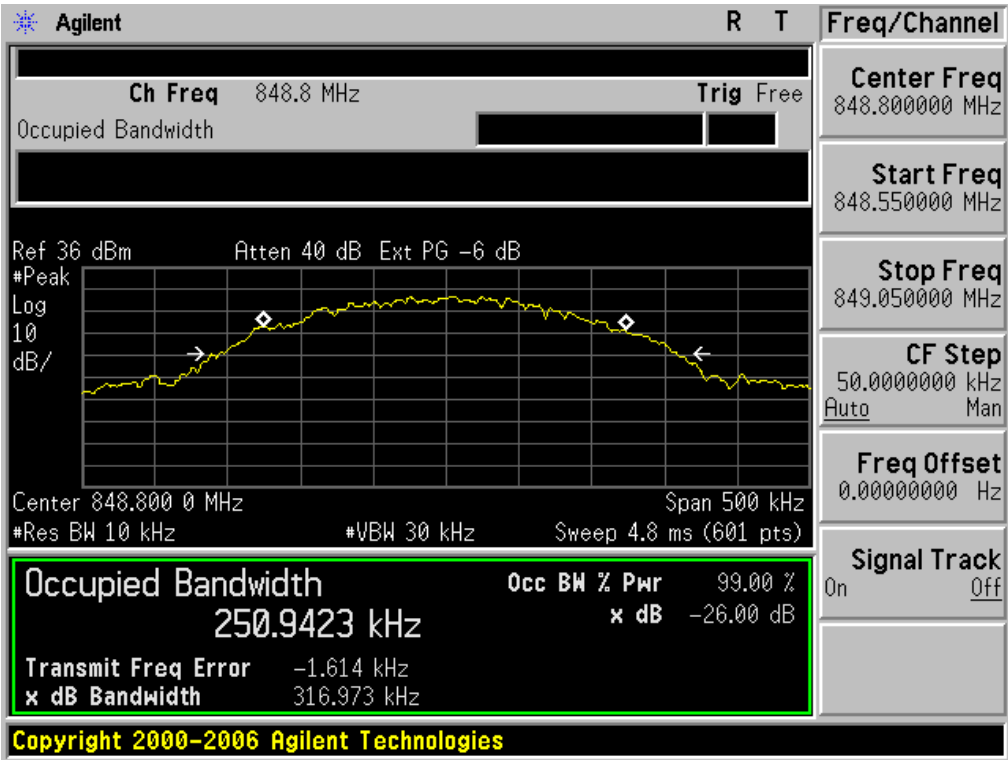 Agilent R T
Freq/Channel
Ch Freq 848.8 MHz Trig Free
Occupied Bandwidth
Center Freq
848.800000 MHz
Start Freq
848.550000 MHz
Stop Freq
849.050000 MHz
CF Step
50.0000000 kHz
Auto Man
Freq Offset
0.00000000 Hz
Signal Track
On Off
Ref 36 dBm Atten 40 dB Ext PG -6 dB
#Peak
Log
10
dB/
Center 848.800 0 MHz Span 500 kHz
#Res BW 10 kHz #VBW 30 kHz Sweep 4.8 ms (601 pts)
Occupied Bandwidth Occ BW % Pwr 99.00 %
250.9423 kHz x dB -26.00 dB
Transmit Freq Error -1.614 kHz
x dB Bandwidth 316.973 kHz
Copyright 2000-2006 Agilent Technologies